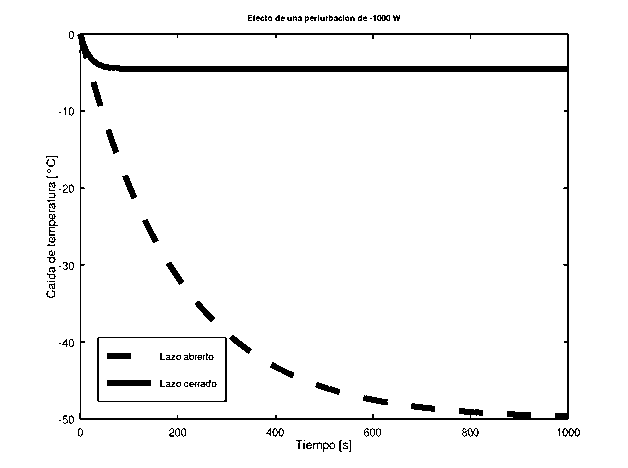 Efecto de una perturbacion de -1000 W
0
-10
-20
-30
-40
-50
Caida de temperatura [°C]
Lazo abierto
Lazo cerrado
0 200 400 600 800 1000
Tiempo [s]